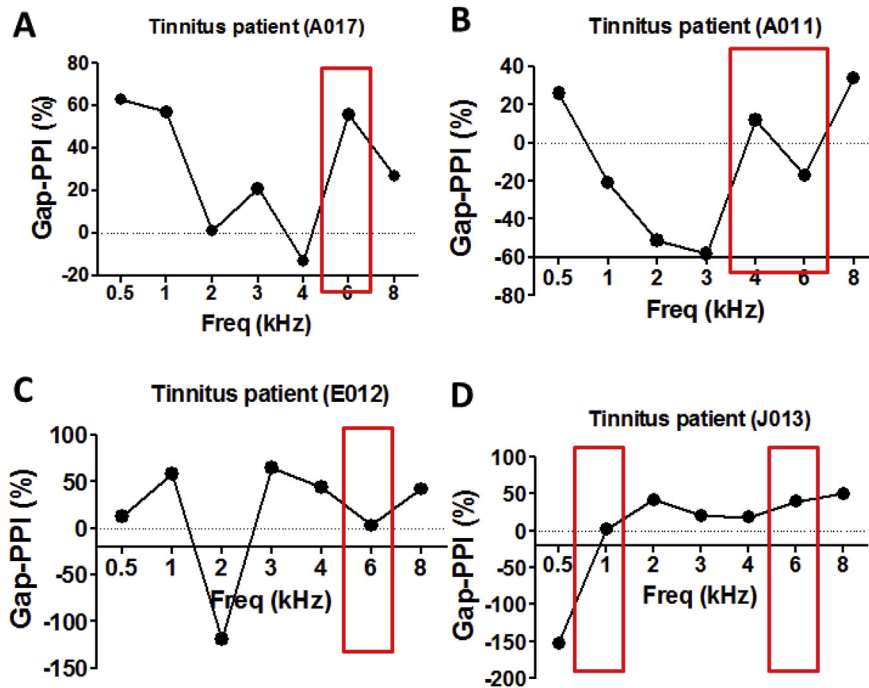 A
Tinnitus patient (A017)
Gap-PPI (%)
80
60
40
20
0
-20
0.5 1 2 3 4 6 8
Freq (kHz)
B
Tinnitus patient (A011)
Gap-PPI (%)
40
20
0
-20
-40
-60
-80
0.5 1 2 3 4 6 8
Freq (kHz)
C
Tinnitus patient (E012)
Gap-PPI (%)
100
50
0
-50
-100
-150
0.5 1 2 3 4 6 8
Freq (kHz)
D
Tinnitus patient (J013)
Gap-PPI (%)
100
50
0
-50
-100
-150
-200
0.5 1 2 3 4 6 8
Freq (kHz)